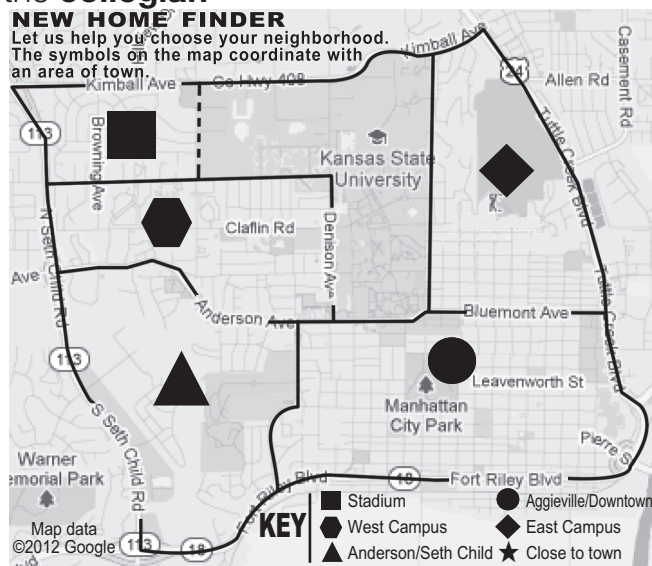 the Collegian
NEW HOME FINDER
Let us help you choose your neighborhood.
The symbols on the map coordinate with
an area of town.
Kimball Ave
Kimball Ave
Co Hwy 408
24
Allen Rd
Casement Rd
113
Browning Ave
Kansas State
University
Tuttle Creek Blvd
N Seth Child Rd
Claflin Rd
Denison Ave
Ave
Anderson Ave
Bluemont Ave
Tuttle Creek Blvd
113
Leavenworth St
Manhattan
City Park
S Seth Child Rd
Pierre St
Warner
emorial Park
Fort Riley Blvd
18
Fort Riley Blvd
Map data
©2012 Google
113
18
KEY
Stadium
Aggieville/Downtown
West Campus
East Campus
Anderson/Seth Child
Close to town